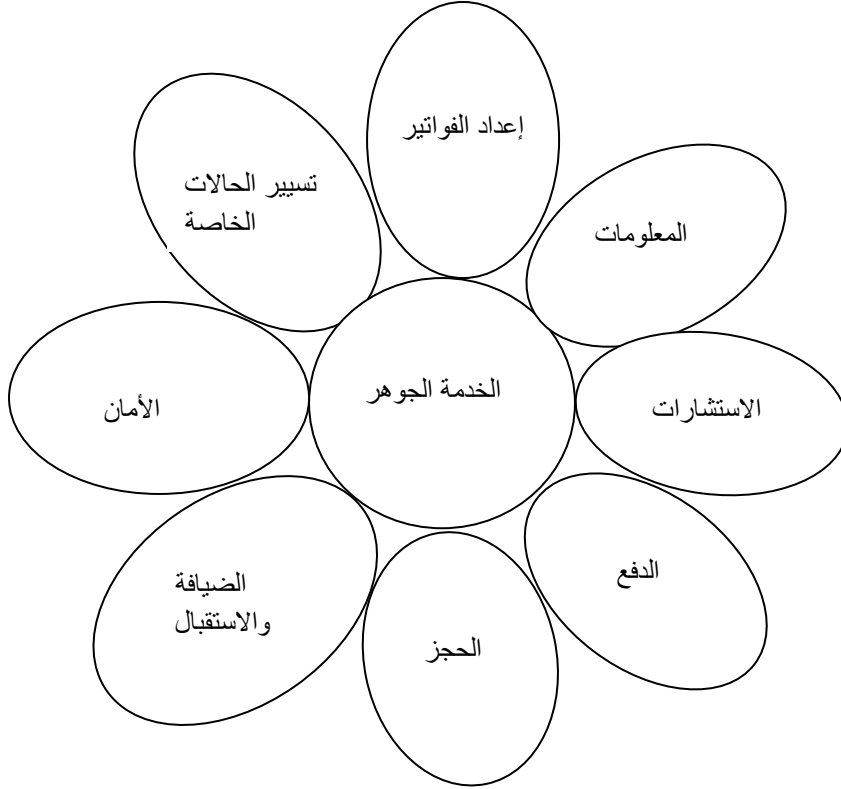 إعداد الفواتير
تسيير الحالات
الخاصة
المعلومات
الخدمة الجوهر
الاستشارات
الأمان
الدفع
الضيافة
والاستقبال
الحجز